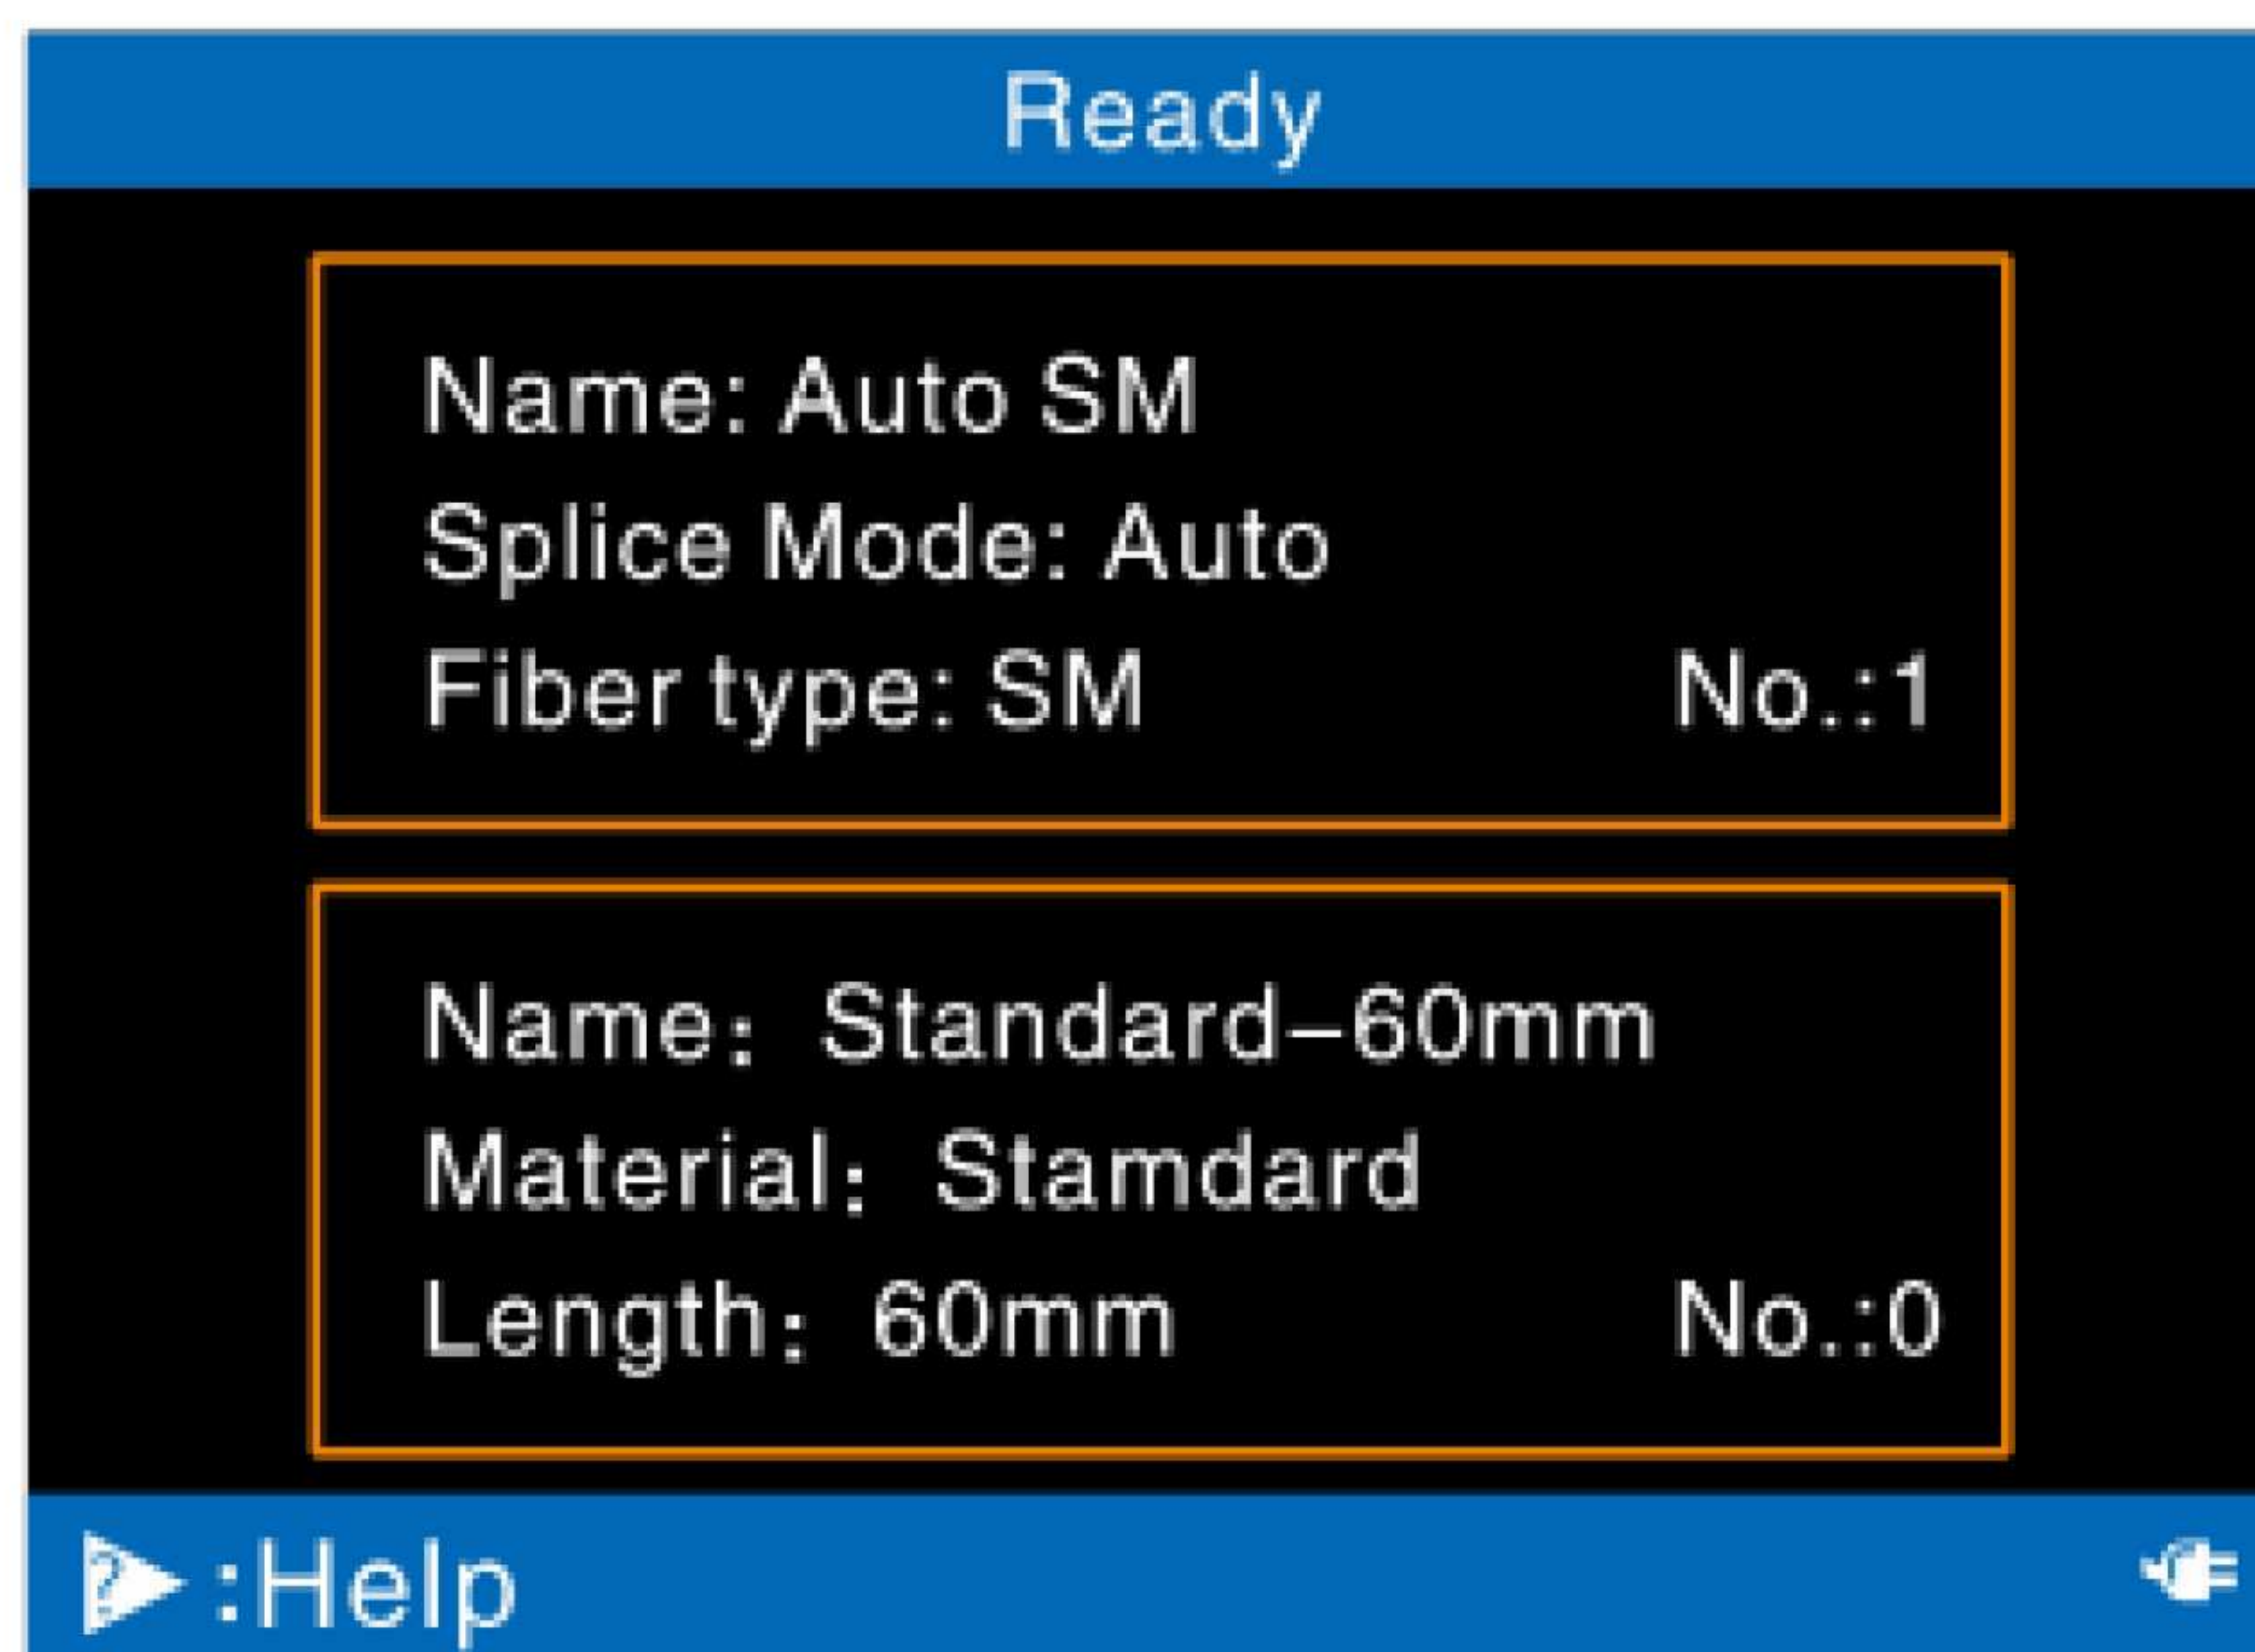 Ready
Name: Auto SM
Splice Mode: Auto
Fiber type: SM No.:1
Name： Standard–60mm
Material： Stamdard
Length： 60mm No.:0
?:Help